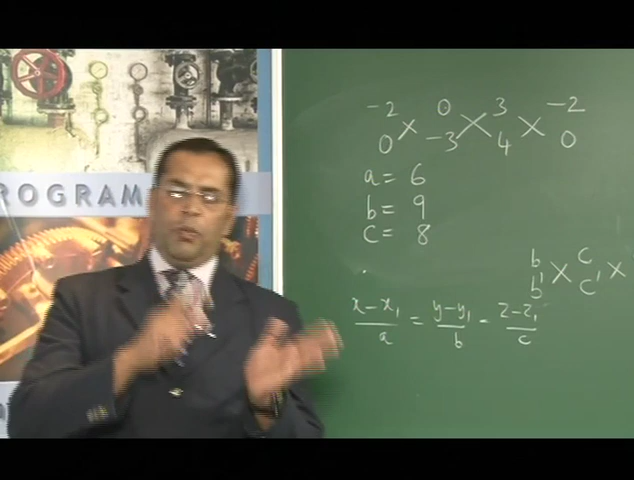 -2 0 3 -2
× × ×
0 -3 4 0
a = 6
b = 9
c = 8
b c
× ×
b' c'
x-x₁/a = y-y₁/b = z-z₁/c
ROGRAM